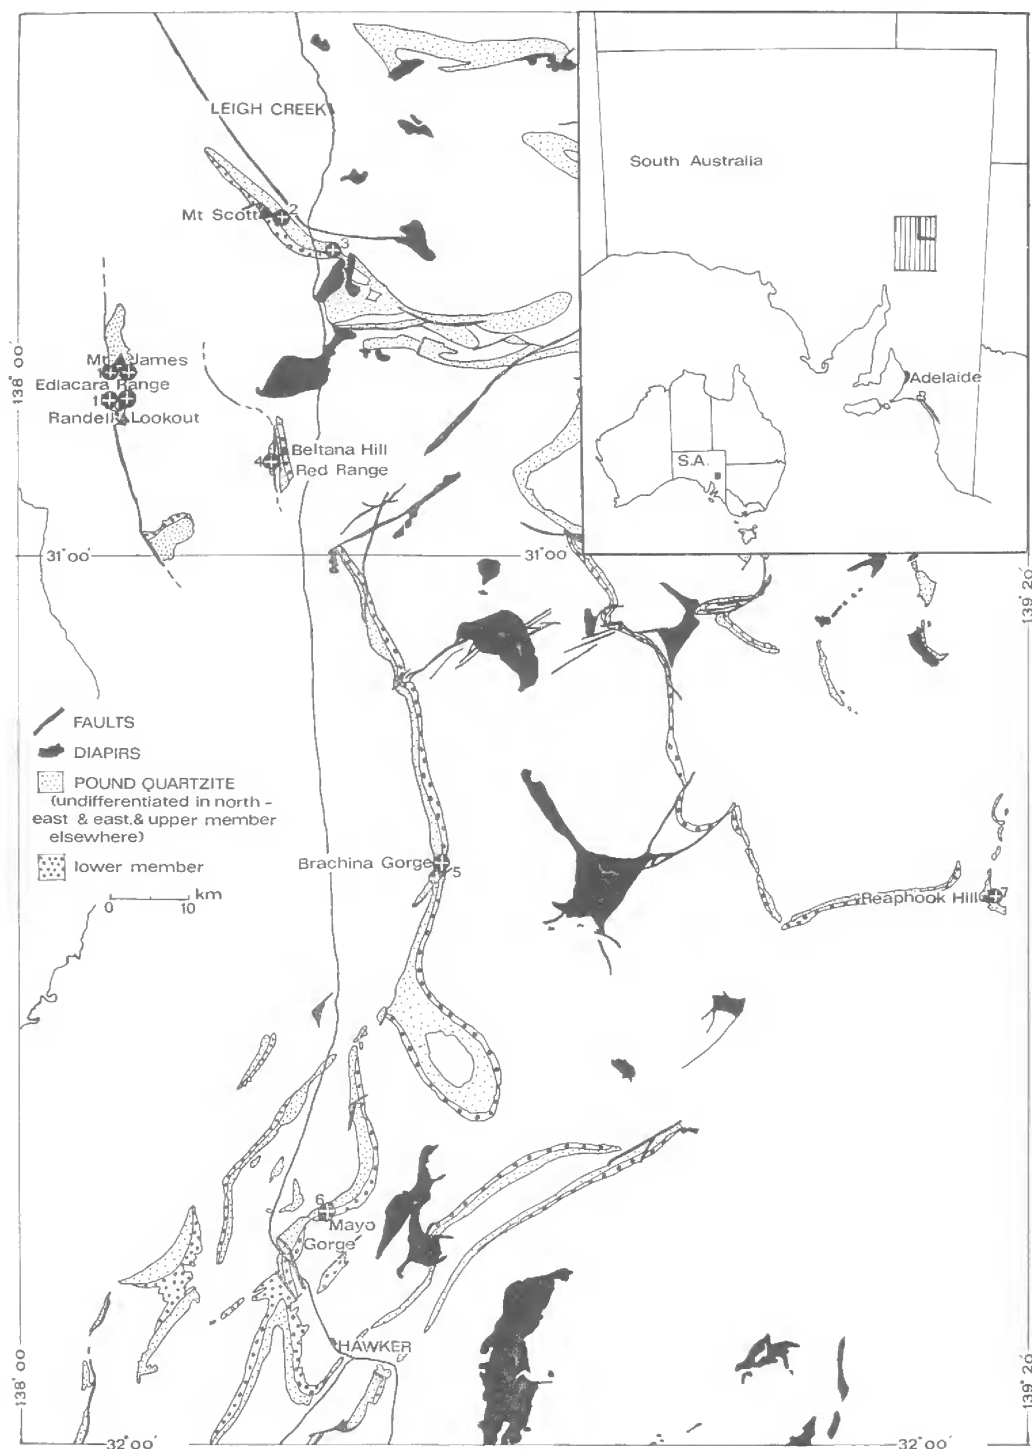 LEIGH CREEK
South Australia
Mt Scott
2
3
138° 00'
Mt James
1
Ediacara Range
1
Randell Lookout
Adelaide
Beltana Hill
4
Red Range
S.A.
31° 00'
31° 00'
139° 20'
FAULTS
DIAPIRS
POUND QUARTZITE
(undifferentiated in north-
east & east,& upper member
elsewhere)
lower member
km
0 10
Brachina Gorge
5
Reaphook Hill
7
6
Mayo
Gorge
HAWKER
138° 00
139° 20
32° 00'
32° 00'